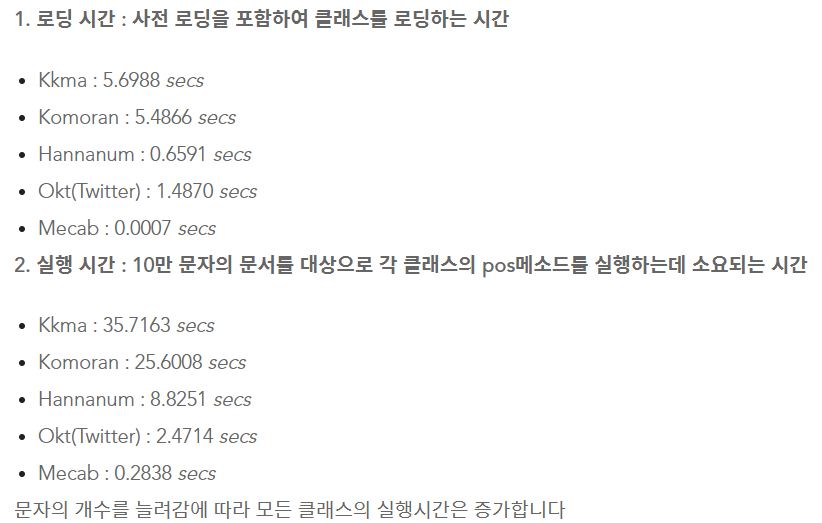 1. 로딩 시간 : 사전 로딩을 포함하여 클래스를 로딩하는 시간
• Kkma : 5.6988 secs
• Komoran : 5.4866 secs
• Hannanum : 0.6591 secs
• Okt(Twitter) : 1.4870 secs
• Mecab : 0.0007 secs
2. 실행 시간 : 10만 문자의 문서를 대상으로 각 클래스의 pos메소드를 실행하는데 소요되는 시간
• Kkma : 35.7163 secs
• Komoran : 25.6008 secs
• Hannanum : 8.8251 secs
• Okt(Twitter) : 2.4714 secs
• Mecab : 0.2838 secs
문자의 개수를 늘려감에 따라 모든 클래스의 실행시간은 증가합니다